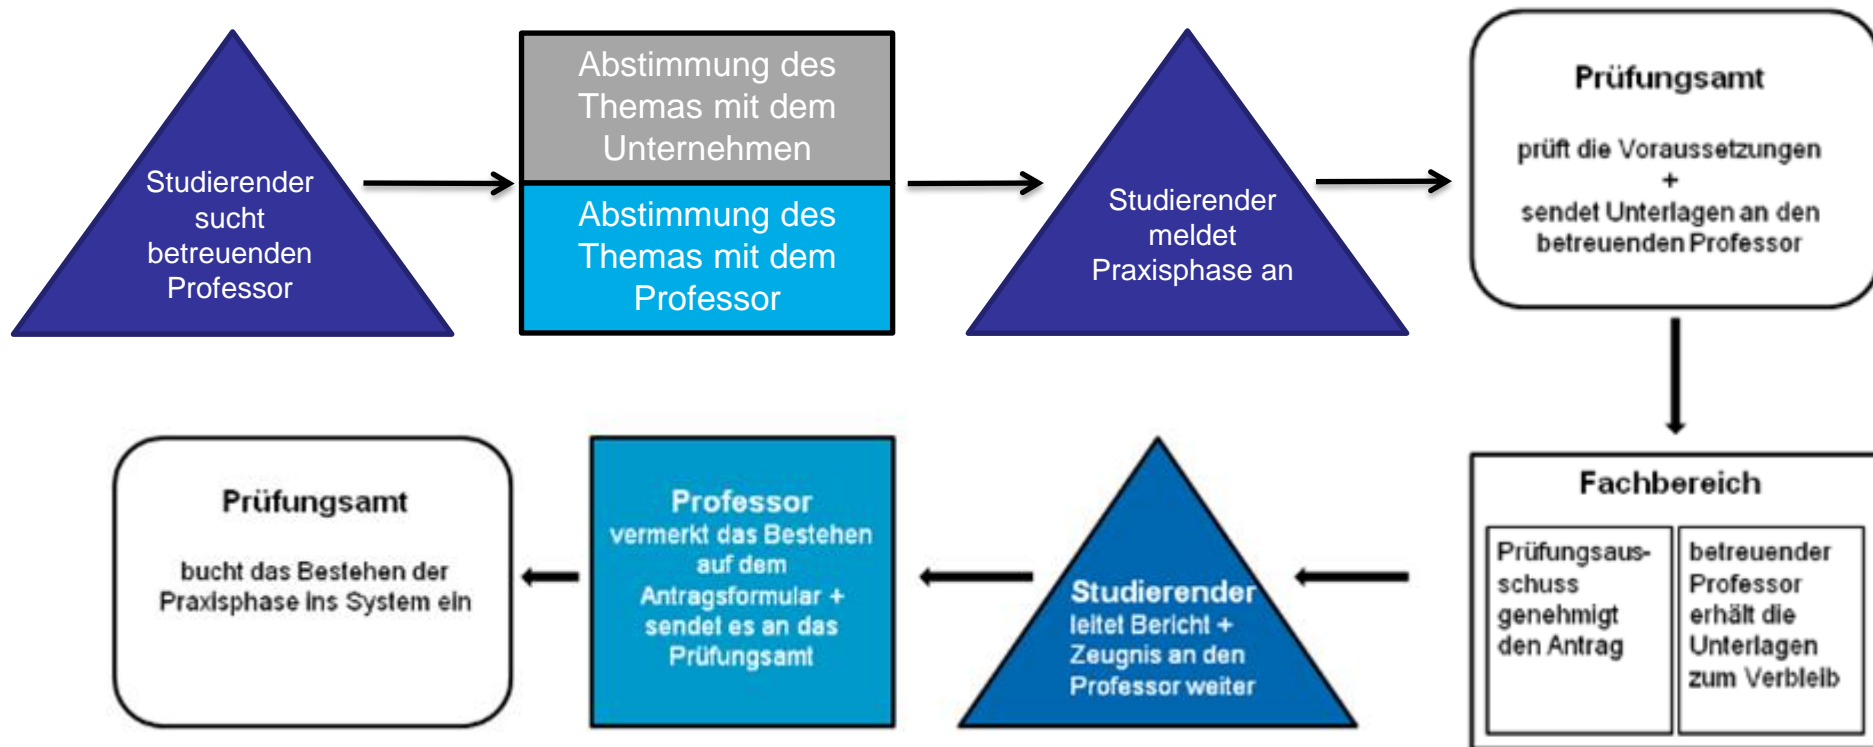 Studierender
sucht
betreuenden
Professor
Abstimmung des
Themas mit dem
Unternehmen
Abstimmung des
Themas mit dem
Professor
Studierender
meldet
Praxisphase an
Prüfungsamt
prüft die Voraussetzungen
+
sendet Unterlagen an den
betreuenden Professor
Fachbereich
Prüfungsaus-
schuss
genehmigt
den Antrag
betreuender
Professor
erhält die
Unterlagen
zum Verbleib
Studierender
leitet Bericht +
Zeugnis an den
Professor weiter
Professor
vermerkt das Bestehen
auf dem
Antragsformular +
sendet es an das
Prüfungsamt
Prüfungsamt
bucht das Bestehen der
Praxisphase ins System ein